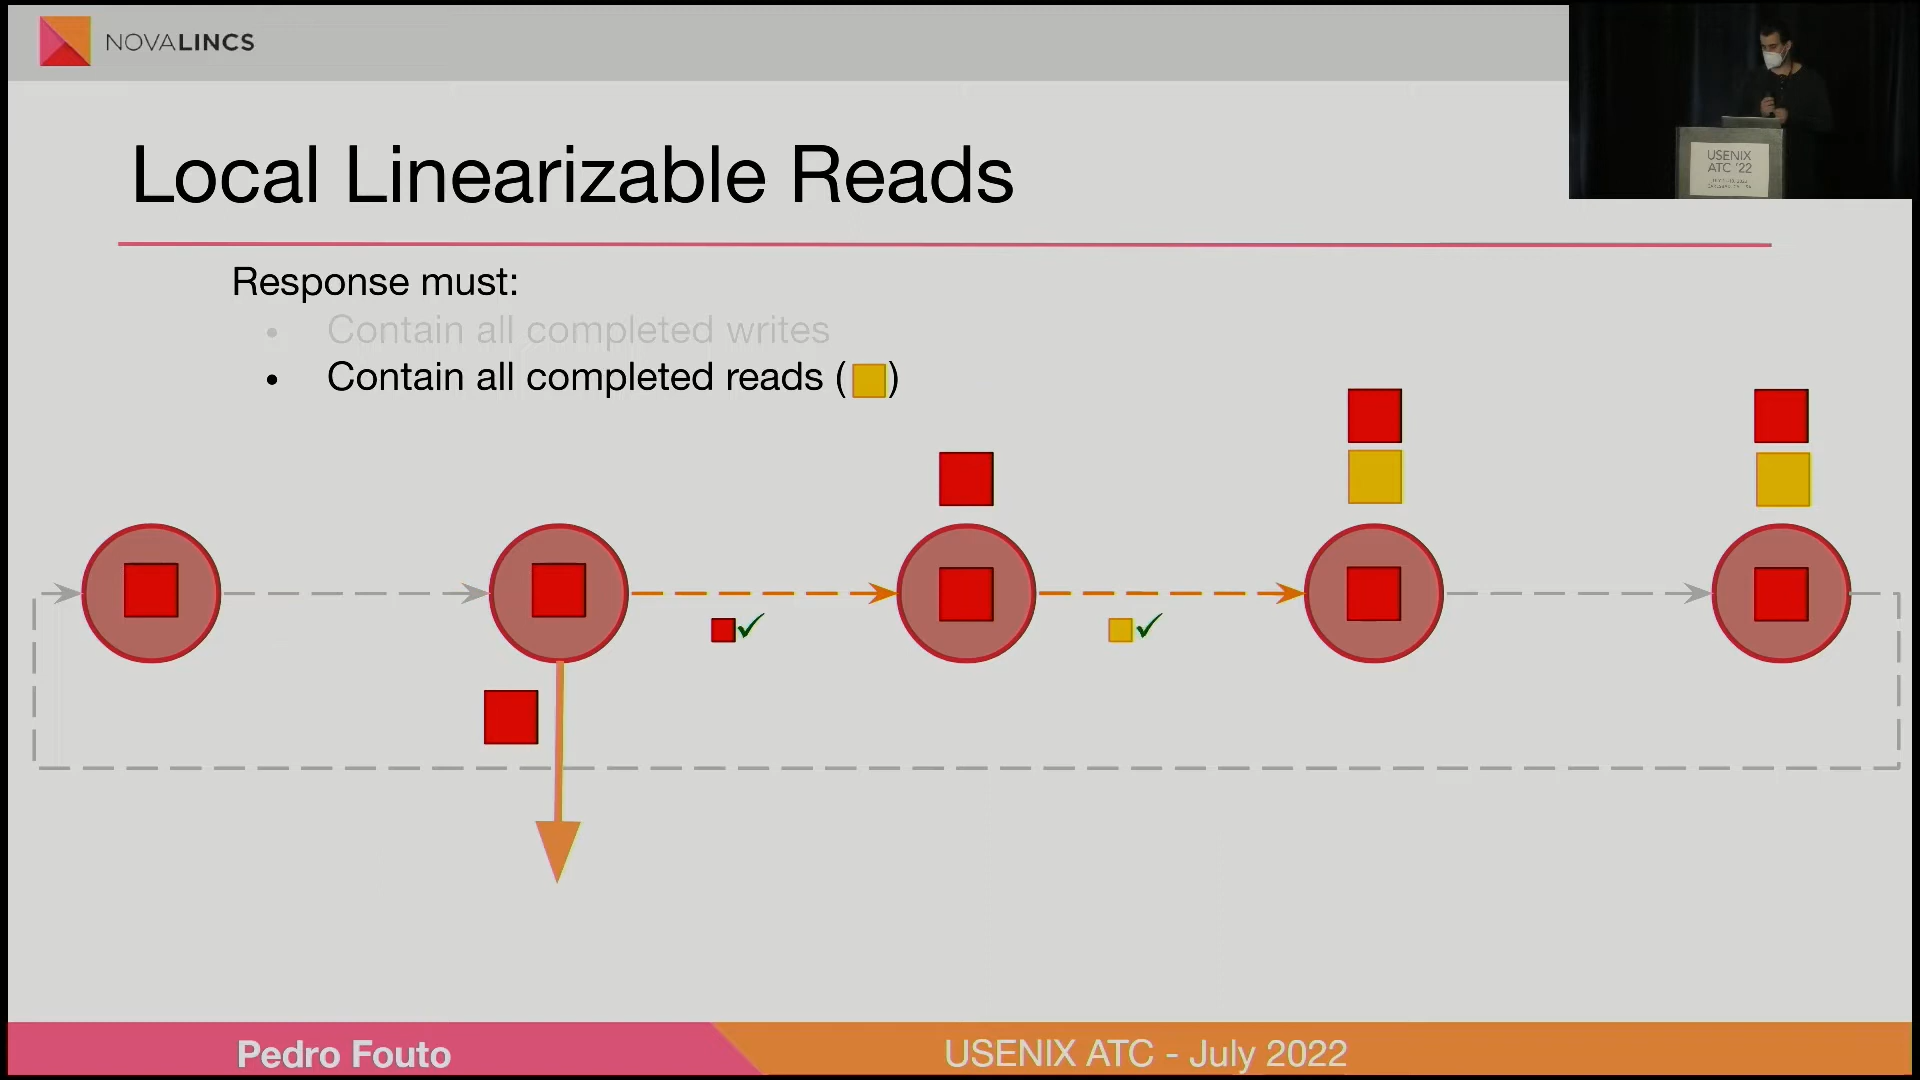 NOVALINCS
USENIX
ATC '22
Local Linearizable Reads
Response must:
• Contain all completed writes
• Contain all completed reads ( )
Pedro Fouto
USENIX ATC - July 2022